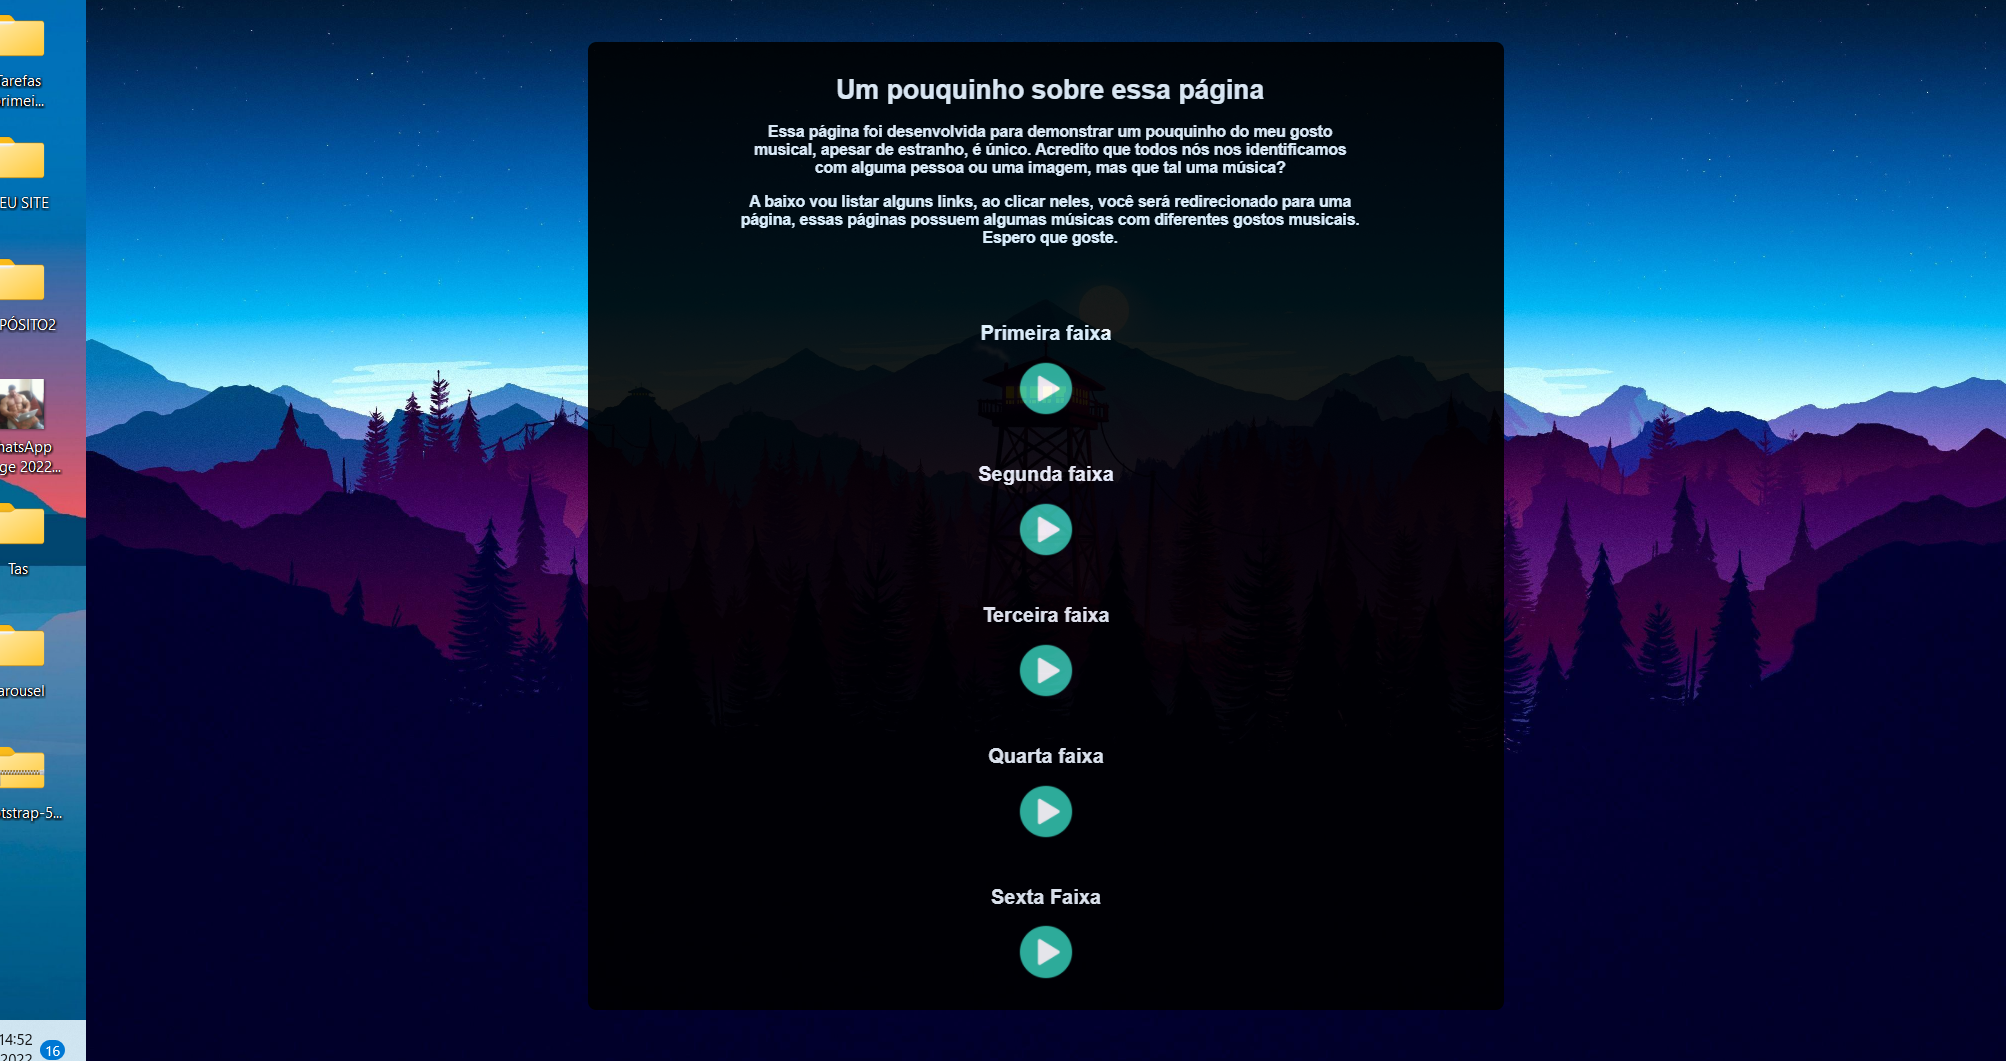 Tarefas
primei...
EU SITE
PÓSITO2
hatsApp
ge 2022...
Tas
arousel
tstrap-5...
14:52
2022
16
Um pouquinho sobre essa página
Essa página foi desenvolvida para demonstrar um pouquinho do meu gosto
musical, apesar de estranho, é único. Acredito que todos nós nos identificamos
com alguma pessoa ou uma imagem, mas que tal uma música?
A baixo vou listar alguns links, ao clicar neles, você será redirecionado para uma
página, essas páginas possuem algumas músicas com diferentes gostos musicais.
Espero que goste.
Primeira faixa
Segunda faixa
Terceira faixa
Quarta faixa
Sexta Faixa